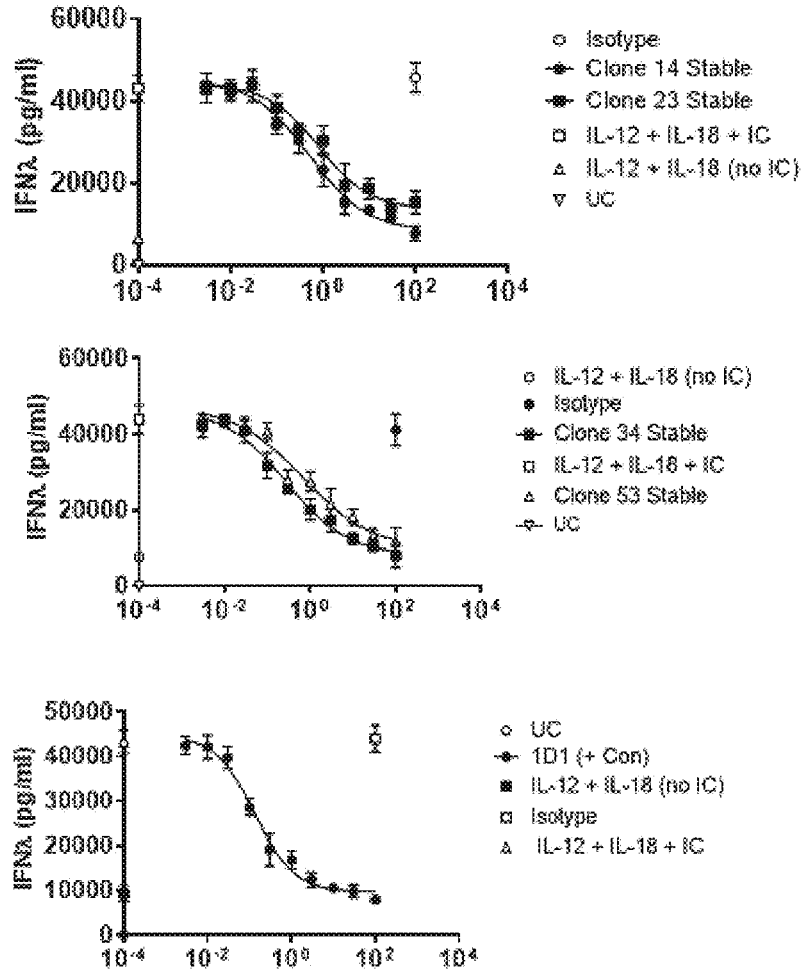 60000
40000
20000
0
IFNλ (pg/ml)
10⁻⁴ 10⁻² 10⁰ 10² 10⁴
Isotype
Clone 14 Stable
Clone 23 Stable
IL-12 + IL-18 + IC
IL-12 + IL-18 (no IC)
UC
60000
40000
20000
0
IFNλ (pg/ml)
10⁻⁴ 10⁻² 10⁰ 10² 10⁴
IL-12 + IL-18 (no IC)
Isotype
Clone 34 Stable
IL-12 + IL-18 + IC
Clone 53 Stable
UC
50000
40000
30000
20000
10000
0
IFNλ (pg/ml)
10⁻⁴ 10⁻² 10⁰ 10² 10⁴
UC
1D1 (+ Con)
IL-12 + IL-18 (no IC)
Isotype
IL-12 + IL-18 + IC